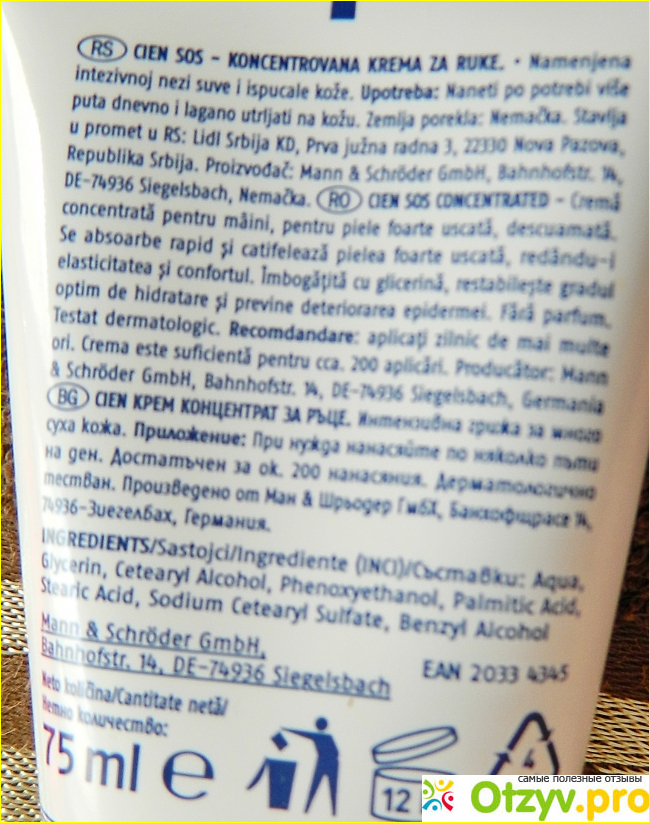 RS CIEN SOS – KONCENTROVANA KREMA ZA RUKE. • Namenjena
intezivnoj nezi suve i ispucale kože. Upotreba: Naneti po potrebi više
puta dnevno i lagano utrljati na kožu. Zemlja porekla: Nemačka. Stavlja
u promet u RS: Lidl Srbija KD, Prva južna radna 3, 22330 Nova Pazova,
Republika Srbija. Proizvođač: Mann & Schröder GmbH, Bahnhofstr. 14,
DE-74936 Siegelsbach, Nemačka. RO CIEN SOS CONCENTRATED – Cremă
concentrată pentru mâini, pentru piele foarte uscată, descuamată.
Se absoarbe rapid și catifelează pielea foarte uscată, redându-i
elasticitatea și confortul. Îmbogățită cu glicerină, restabilește gradul
optim de hidratare și previne deteriorarea epidermei. Fără parfum.
Testat dermatologic. Recomandare: aplicați zilnic de mai multe
ori. Crema este suficientă pentru cca. 200 aplicări. Producător: Mann
& Schröder GmbH, Bahnhofstr. 14, DE-74936 Siegelsbach, Germania
BG CIEN КРЕМ КОНЦЕНТРАТ ЗА РЪЦЕ. Интензивна грижа за много
суха кожа. Приложение: При нужда нанасяйте по няколко пъти
на ден. Достатъчен за ок. 200 нанасяния. Дерматологично
тестван. Произведено от Ман & Шрьодер ГмбХ, Банхофщрасе 14,
74936-Зиегелбах, Германия.
INGREDIENTS/Sastojci/Ingrediente (INCI)/Съставки: Aqua,
Glycerin, Cetearyl Alcohol, Phenoxyethanol, Palmitic Acid,
Stearic Acid, Sodium Cetearyl Sulfate, Benzyl Alcohol
Mann & Schröder GmbH,
Bahnhofstr. 14, DE-74936 Siegelsbach
EAN 2033 4345
Neto količina/Cantitate netă/
Нетно количество:
75 ml e
12
4
самые полезные отзывы
Otzyv.pro